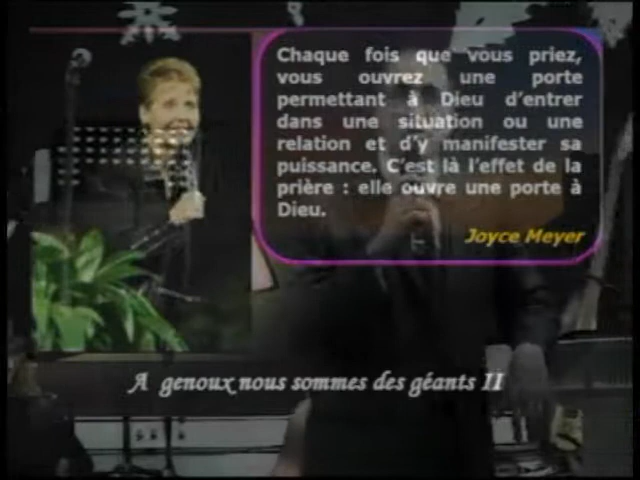 Chaque fois que vous priez,
vous ouvrez une porte
permettant à Dieu d'entrer
dans une situation ou une
relation et d'y manifester sa
puissance. C'est là l'effet de la
prière : elle ouvre une porte à
Dieu.
Joyce Meyer
A genoux nous sommes des géants II